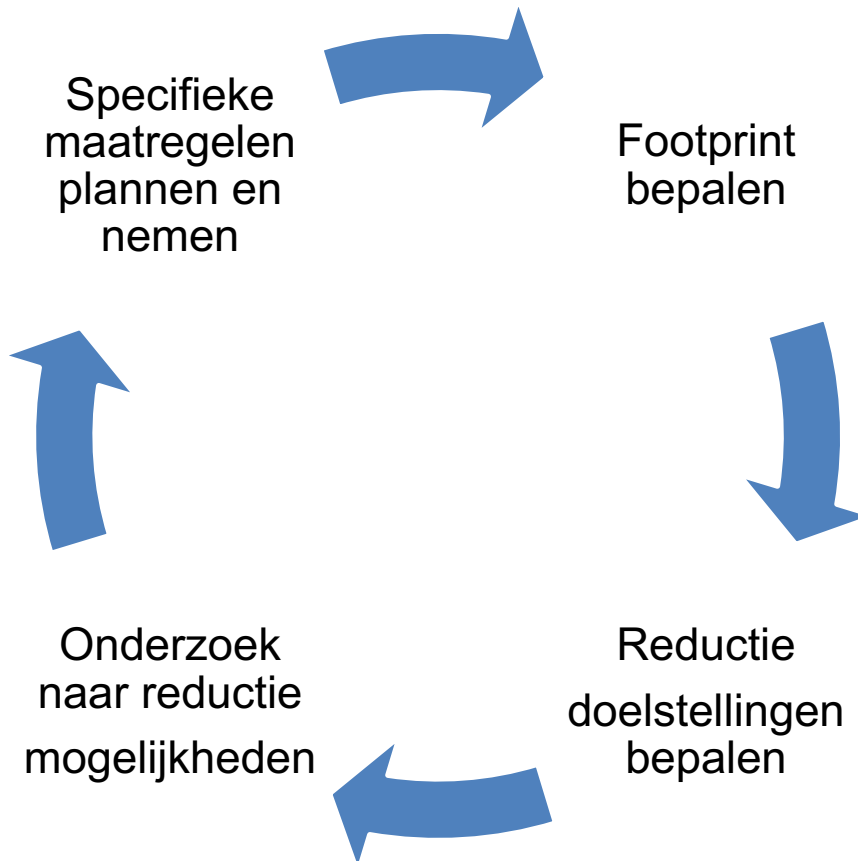 Specifieke
maatregelen
plannen en
nemen
Footprint
bepalen
Reductie
doelstellingen
bepalen
Onderzoek
naar reductie
mogelijkheden